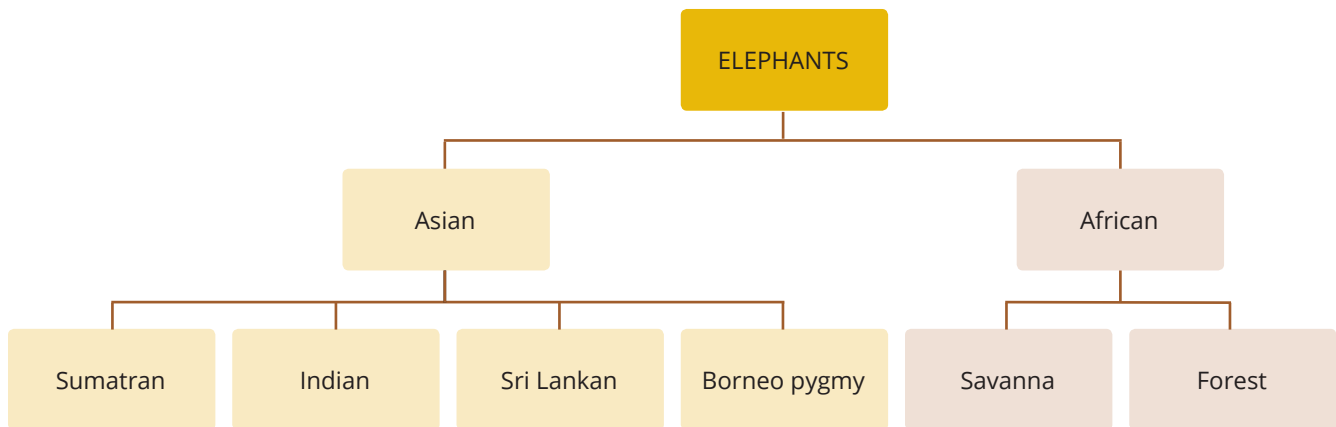 ELEPHANTS
Asian
African
Sumatran
Indian
Sri Lankan
Borneo pygmy
Savanna
Forest